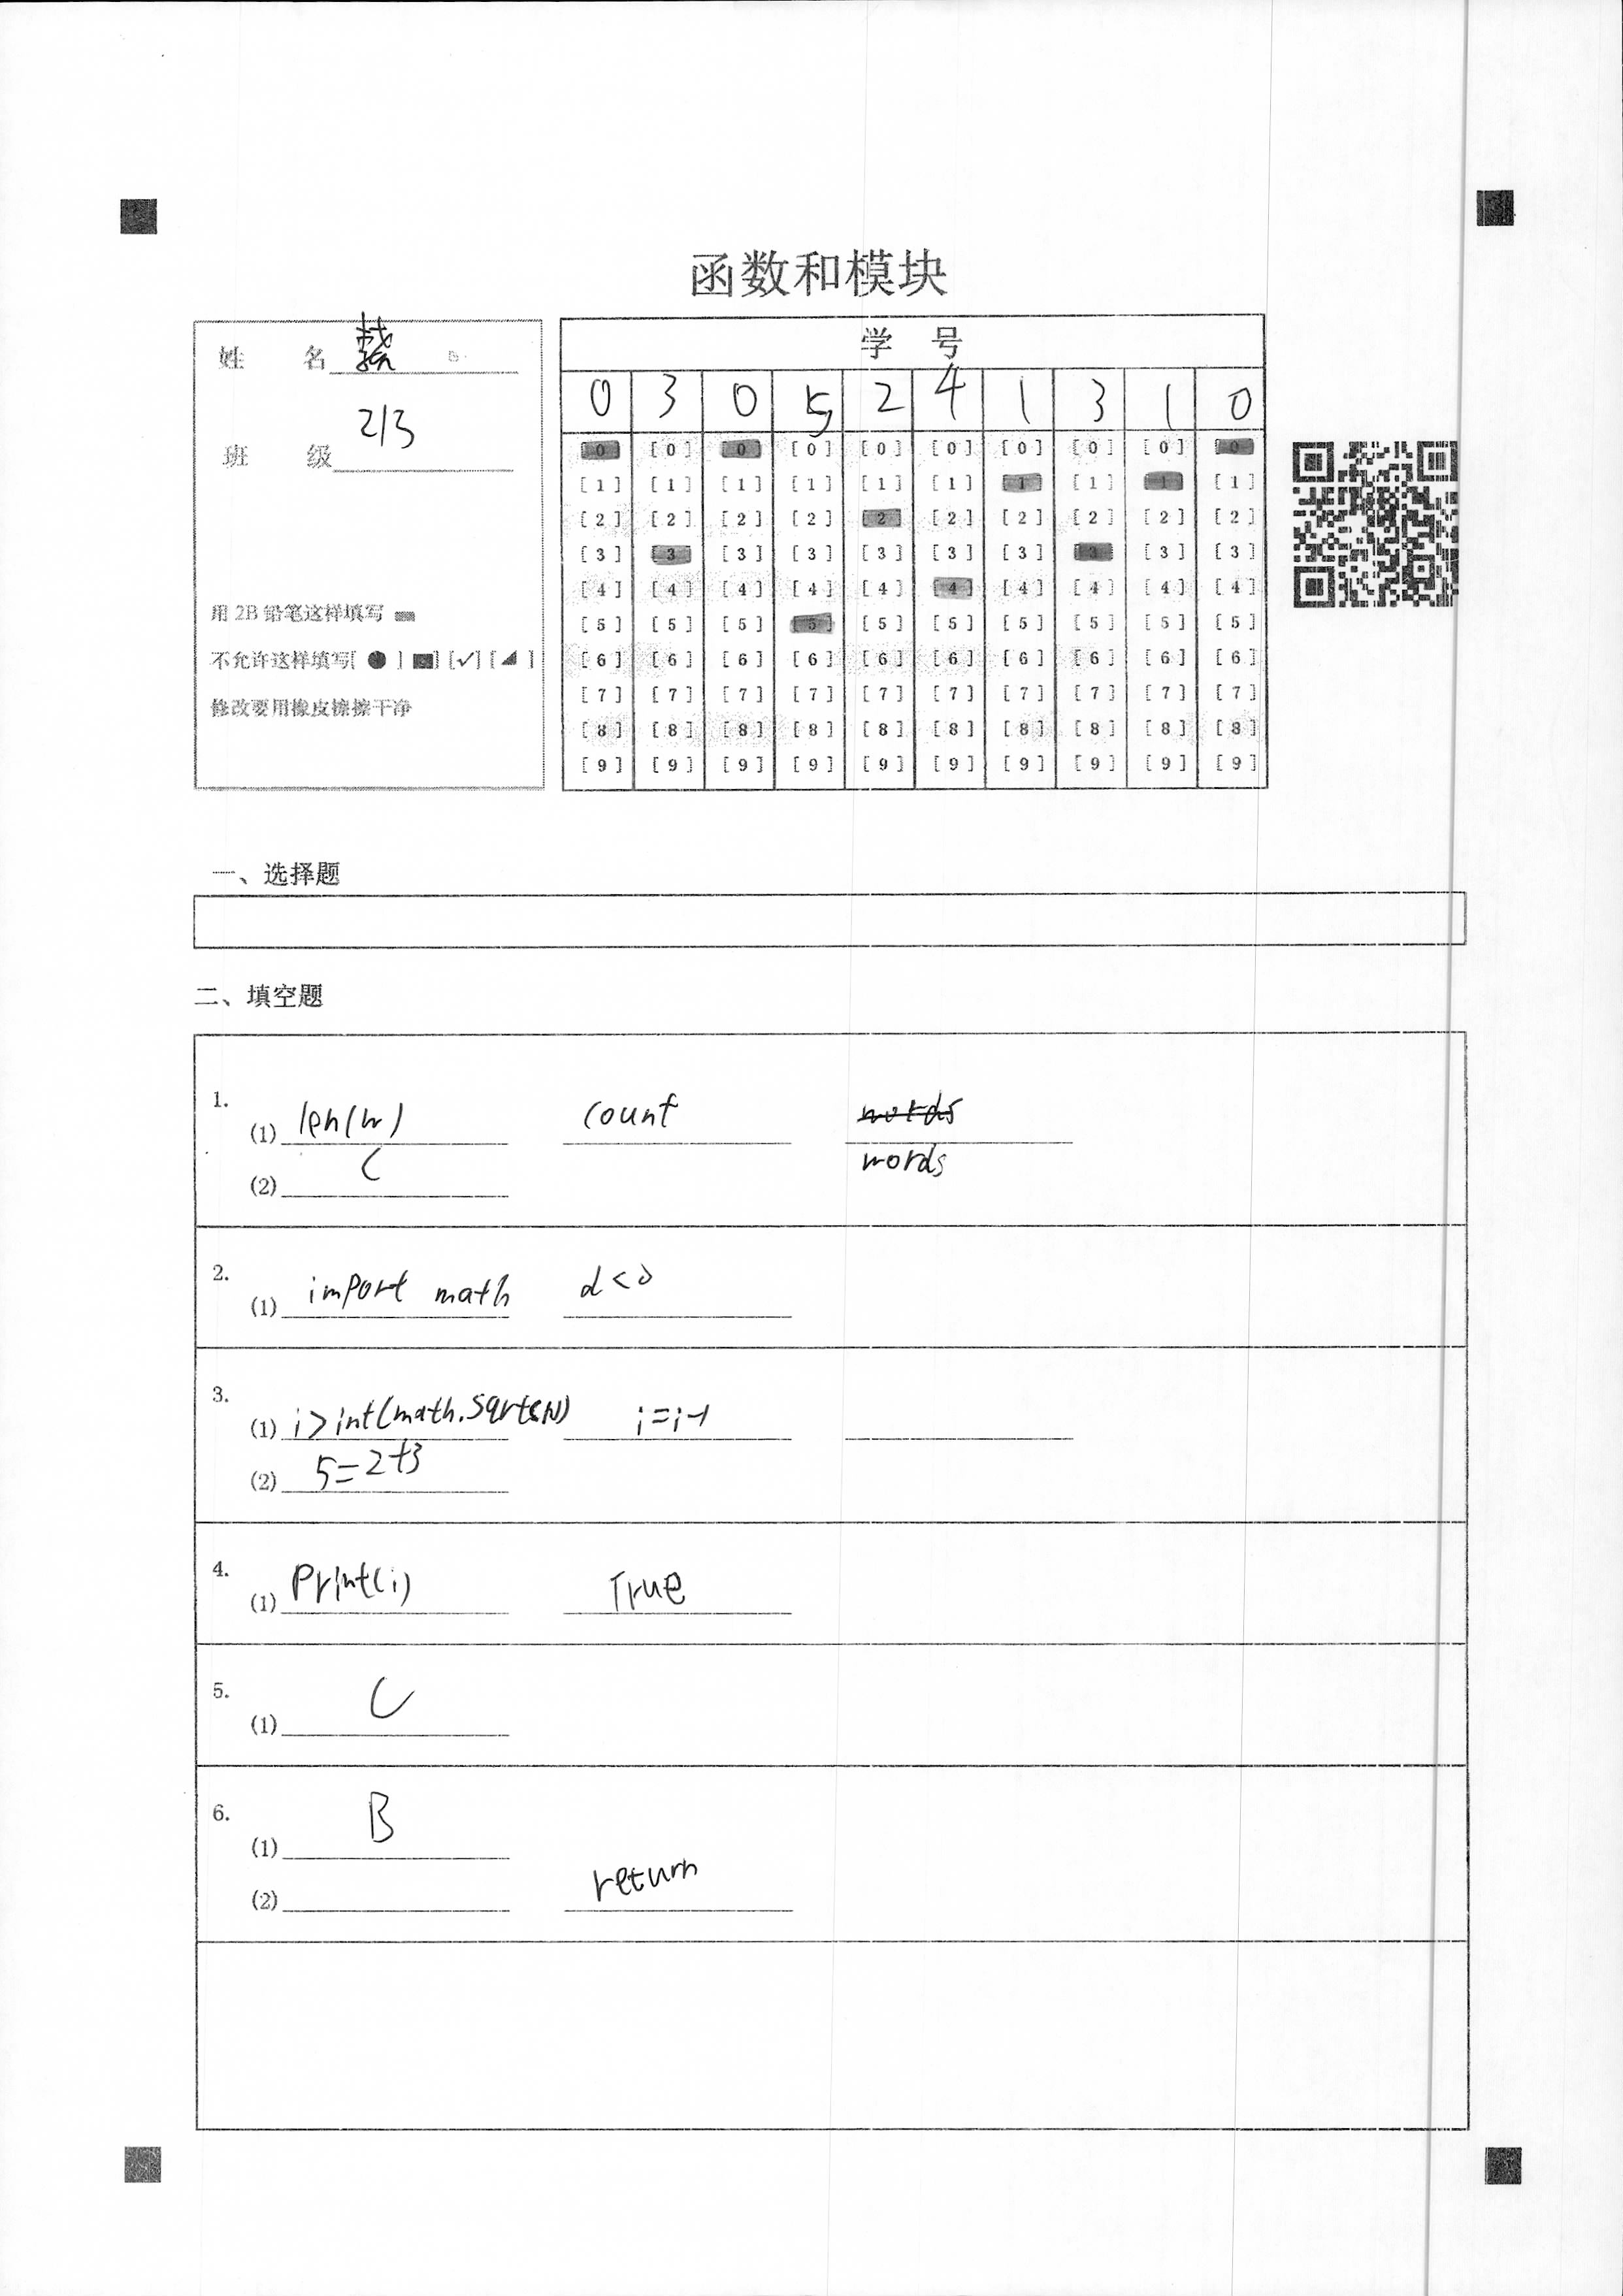 函数和模块
姓 名
班 级 213
用 2B 铅笔这样填写
不允许这样填写[ ● ] [✓] [ ]
修改要用橡皮擦擦干净
学 号
0 3 0 5 2 4 1 3 1 0
[0] [0] [0] [0] [0] [0] [0] [0] [0] [0]
[1] [1] [1] [1] [1] [1] [1] [1] [1] [1]
[2] [2] [2] [2] [2] [2] [2] [2] [2] [2]
[3] [3] [3] [3] [3] [3] [3] [3] [3] [3]
[4] [4] [4] [4] [4] [4] [4] [4] [4] [4]
[5] [5] [5] [5] [5] [5] [5] [5] [5] [5]
[6] [6] [6] [6] [6] [6] [6] [6] [6] [6]
[7] [7] [7] [7] [7] [7] [7] [7] [7] [7]
[8] [8] [8] [8] [8] [8] [8] [8] [8] [8]
[9] [9] [9] [9] [9] [9] [9] [9] [9] [9]
一、选择题
二、填空题
1.
(1) len(w) count words
words
(2) C
2.
(1) import math d<0
3.
(1) i>int(math.sqrt(N) i=i-1
(2) 5=2+3
4.
(1) Print(i) True
5.
(1) C
6.
(1) B
(2) return